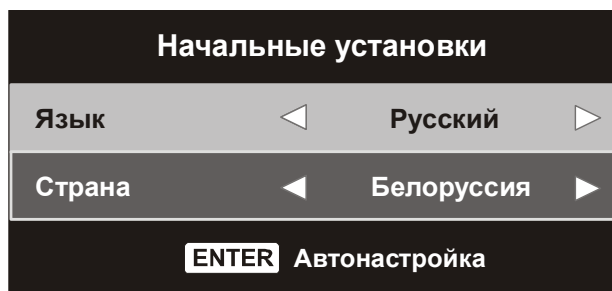 Начальные установки
Язык Русский
Страна Белоруссия
ENTER Автонастройка